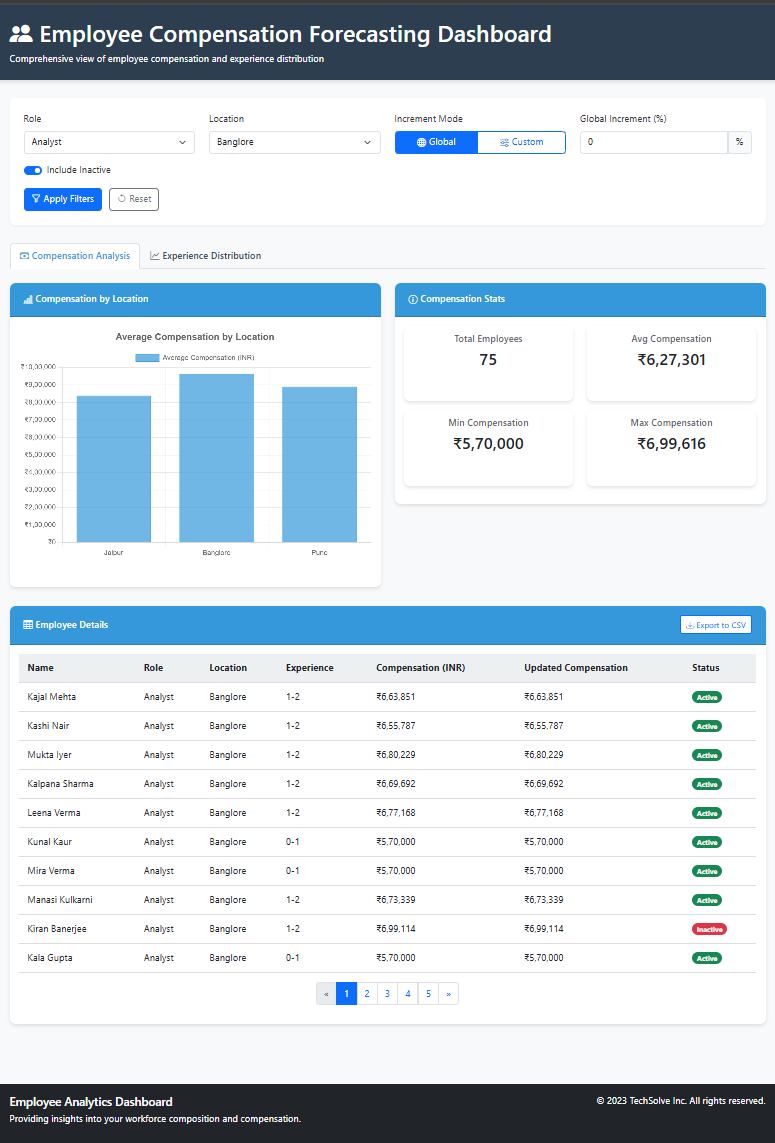 Employee Compensation Forecasting Dashboard
Comprehensive view of employee compensation and experience distribution
Role Location Increment Mode Global Increment (%)
Analyst Banglore Global Custom 0 %
Include Inactive
Apply Filters Reset
Compensation Analysis Experience Distribution
Compensation by Location
Average Compensation by Location
Average Compensation (INR)
₹10,00,000
₹9,00,000
₹8,00,000
₹7,00,000
₹6,00,000
₹5,00,000
₹4,00,000
₹3,00,000
₹2,00,000
₹1,00,000
₹0
Jaipur Banglore Pune
Compensation Stats
Total Employees Avg Compensation
75 ₹6,27,301
Min Compensation Max Compensation
₹5,70,000 ₹6,99,616
Employee Details Export to CSV
Name Role Location Experience Compensation (INR) Updated Compensation Status
Kajal Mehta Analyst Banglore 1-2 ₹6,63,851 ₹6,63,851 Active
Kashi Nair Analyst Banglore 1-2 ₹6,55,787 ₹6,55,787 Active
Mukta Iyer Analyst Banglore 1-2 ₹6,80,229 ₹6,80,229 Active
Kalpana Sharma Analyst Banglore 1-2 ₹6,69,692 ₹6,69,692 Active
Leena Verma Analyst Banglore 1-2 ₹6,77,168 ₹6,77,168 Active
Kunal Kaur Analyst Banglore 0-1 ₹5,70,000 ₹5,70,000 Active
Mira Verma Analyst Banglore 0-1 ₹5,70,000 ₹5,70,000 Active
Manasi Kulkarni Analyst Banglore 1-2 ₹6,73,339 ₹6,73,339 Active
Kiran Banerjee Analyst Banglore 1-2 ₹6,99,114 ₹6,99,114 Inactive
Kala Gupta Analyst Banglore 0-1 ₹5,70,000 ₹5,70,000 Active
« 1 2 3 4 5 »
Employee Analytics Dashboard © 2023 TechSolve Inc. All rights reserved.
Providing insights into your workforce composition and compensation.